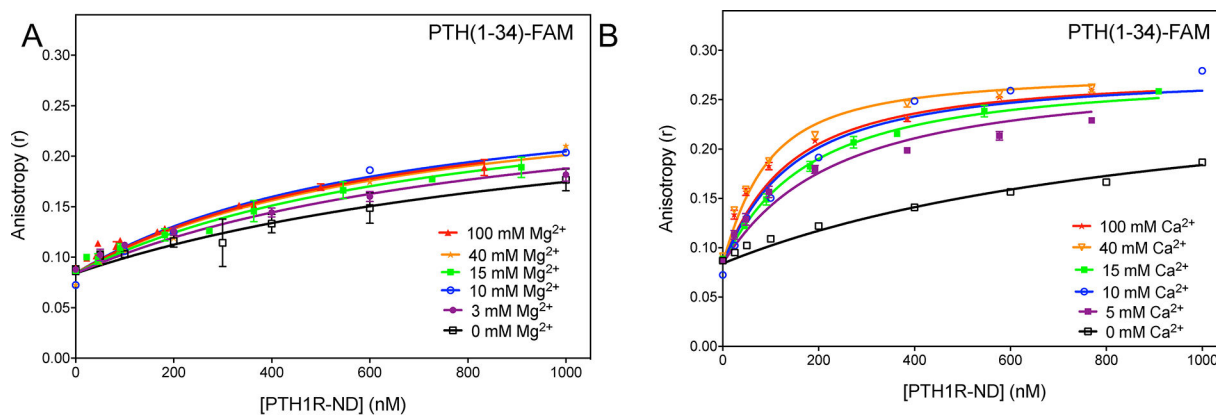 A
PTH(1-34)-FAM
Anisotropy (r)
0.30
0.25
0.20
0.15
0.10
0.05
0.00
0
200
400
600
800
1000
[PTH1R-ND] (nM)
100 mM Mg²⁺
40 mM Mg²⁺
15 mM Mg²⁺
10 mM Mg²⁺
3 mM Mg²⁺
0 mM Mg²⁺
B
PTH(1-34)-FAM
Anisotropy (r)
0.30
0.25
0.20
0.15
0.10
0.05
0.00
0
200
400
600
800
1000
[PTH1R-ND] (nM)
100 mM Ca²⁺
40 mM Ca²⁺
15 mM Ca²⁺
10 mM Ca²⁺
5 mM Ca²⁺
0 mM Ca²⁺